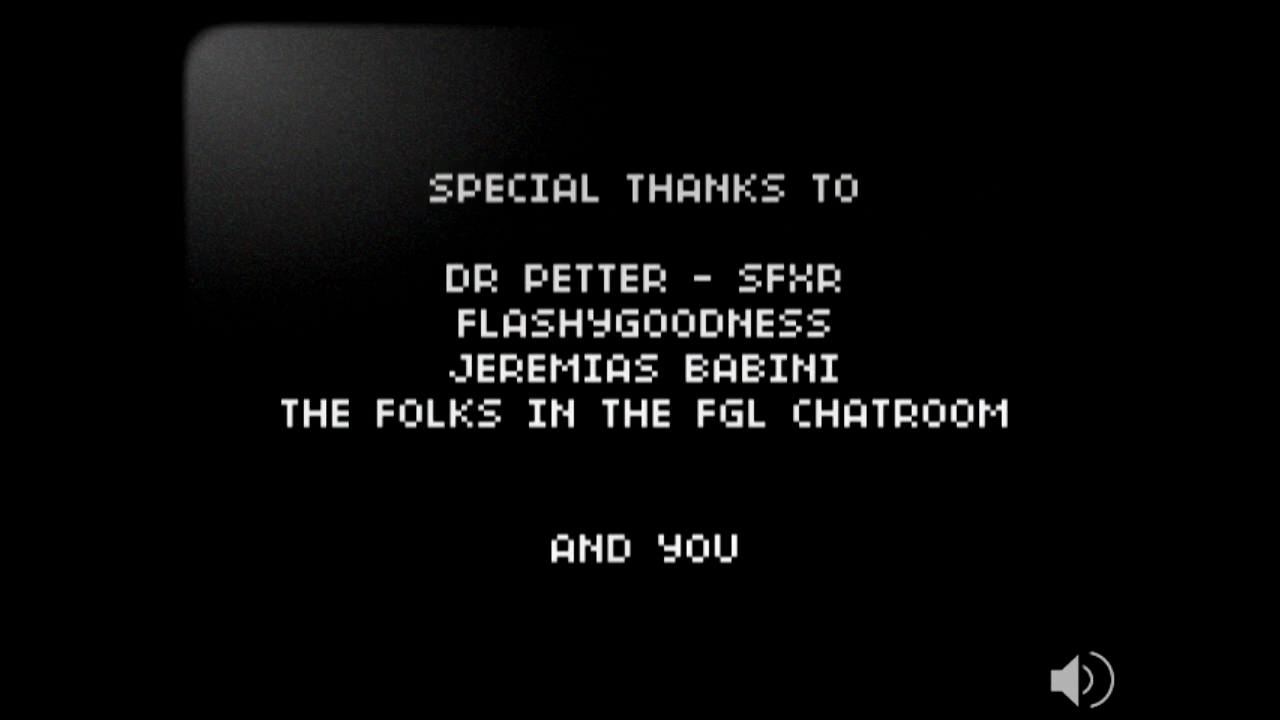 SPECIAL THANKS TO
DR PETTER - SFXR
FLASHYGOODNESS
JEREMIAS BABINI
THE FOLKS IN THE FGL CHATROOM
AND YOU